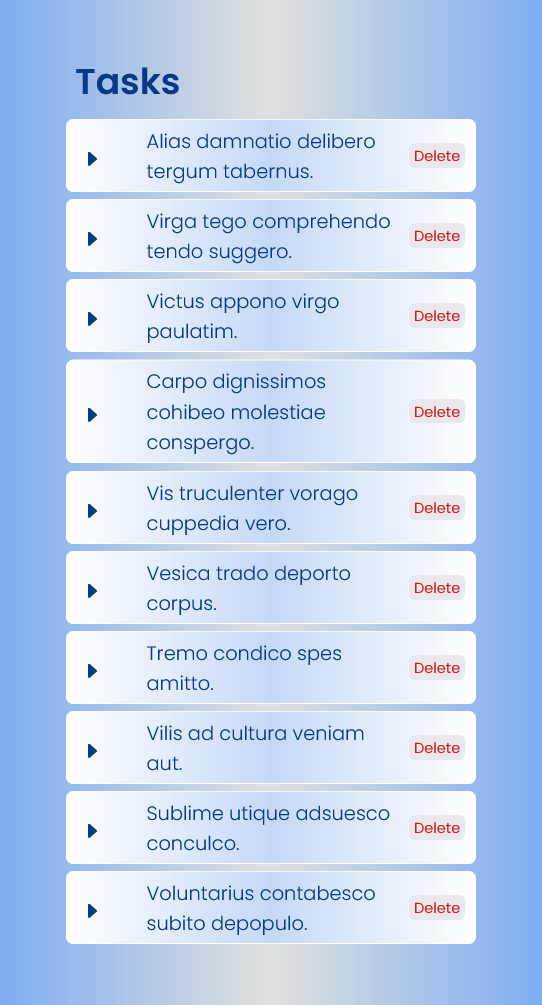 Tasks
Alias damnatio delibero
tergum tabernus.
Delete
Virga tego comprehendo
tendo suggero.
Delete
Victus appono virgo
paulatim.
Delete
Carpo dignissimos
cohibeo molestiae
conspergo.
Delete
Vis truculenter vorago
cuppedia vero.
Delete
Vesica trado deporto
corpus.
Delete
Tremo condico spes
amitto.
Delete
Vilis ad cultura veniam
aut.
Delete
Sublime utique adsuesco
conculco.
Delete
Voluntarius contabesco
subito depopulo.
Delete